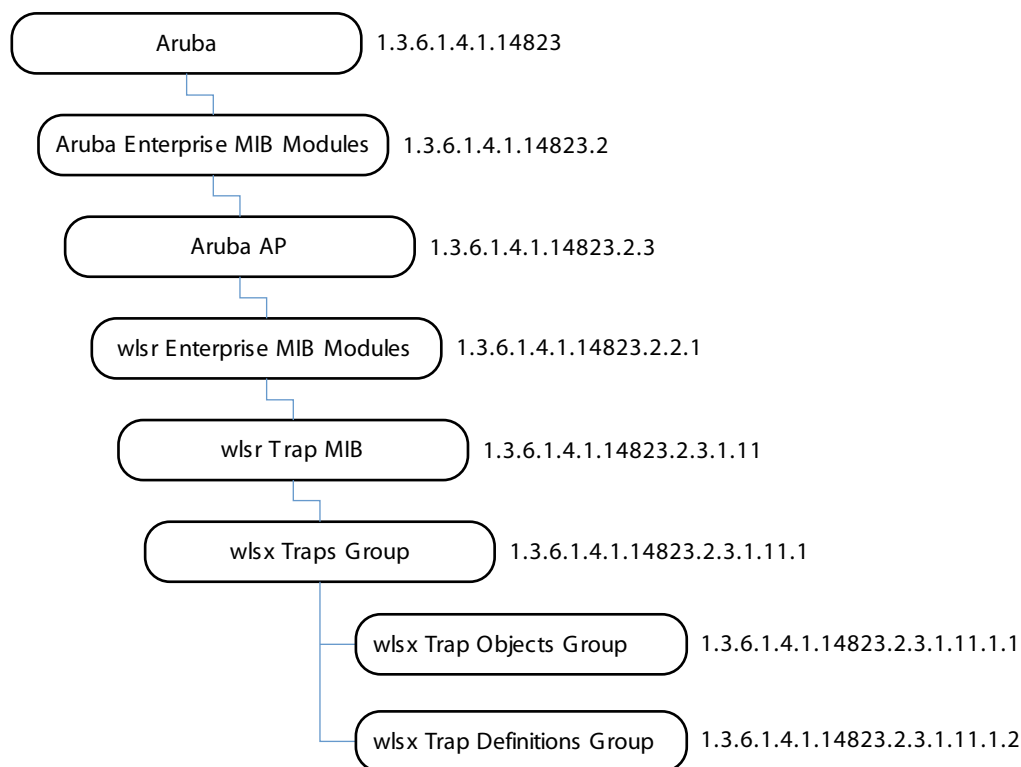 Aruba 1.3.6.1.4.1.14823
Aruba Enterprise MIB Modules 1.3.6.1.4.1.14823.2
Aruba AP 1.3.6.1.4.1.14823.2.3
wlsr Enterprise MIB Modules 1.3.6.1.4.1.14823.2.2.1
wlsr Trap MIB 1.3.6.1.4.1.14823.2.3.1.11
wlsx Traps Group 1.3.6.1.4.1.14823.2.3.1.11.1
wlsx Trap Objects Group 1.3.6.1.4.1.14823.2.3.1.11.1.1
wlsx Trap Definitions Group 1.3.6.1.4.1.14823.2.3.1.11.1.2